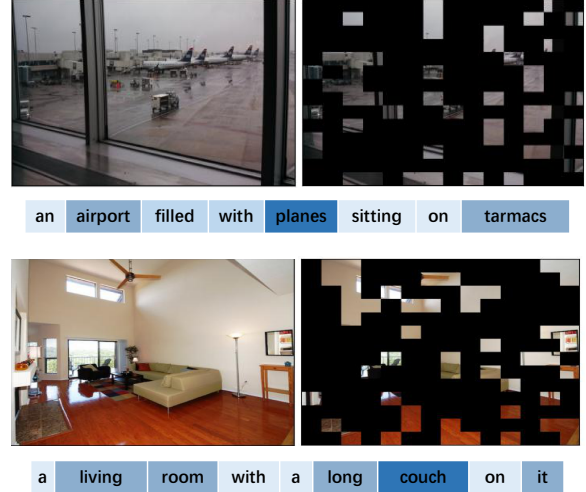 an airport filled with planes sitting on tarmacs
a living room with a long couch on it